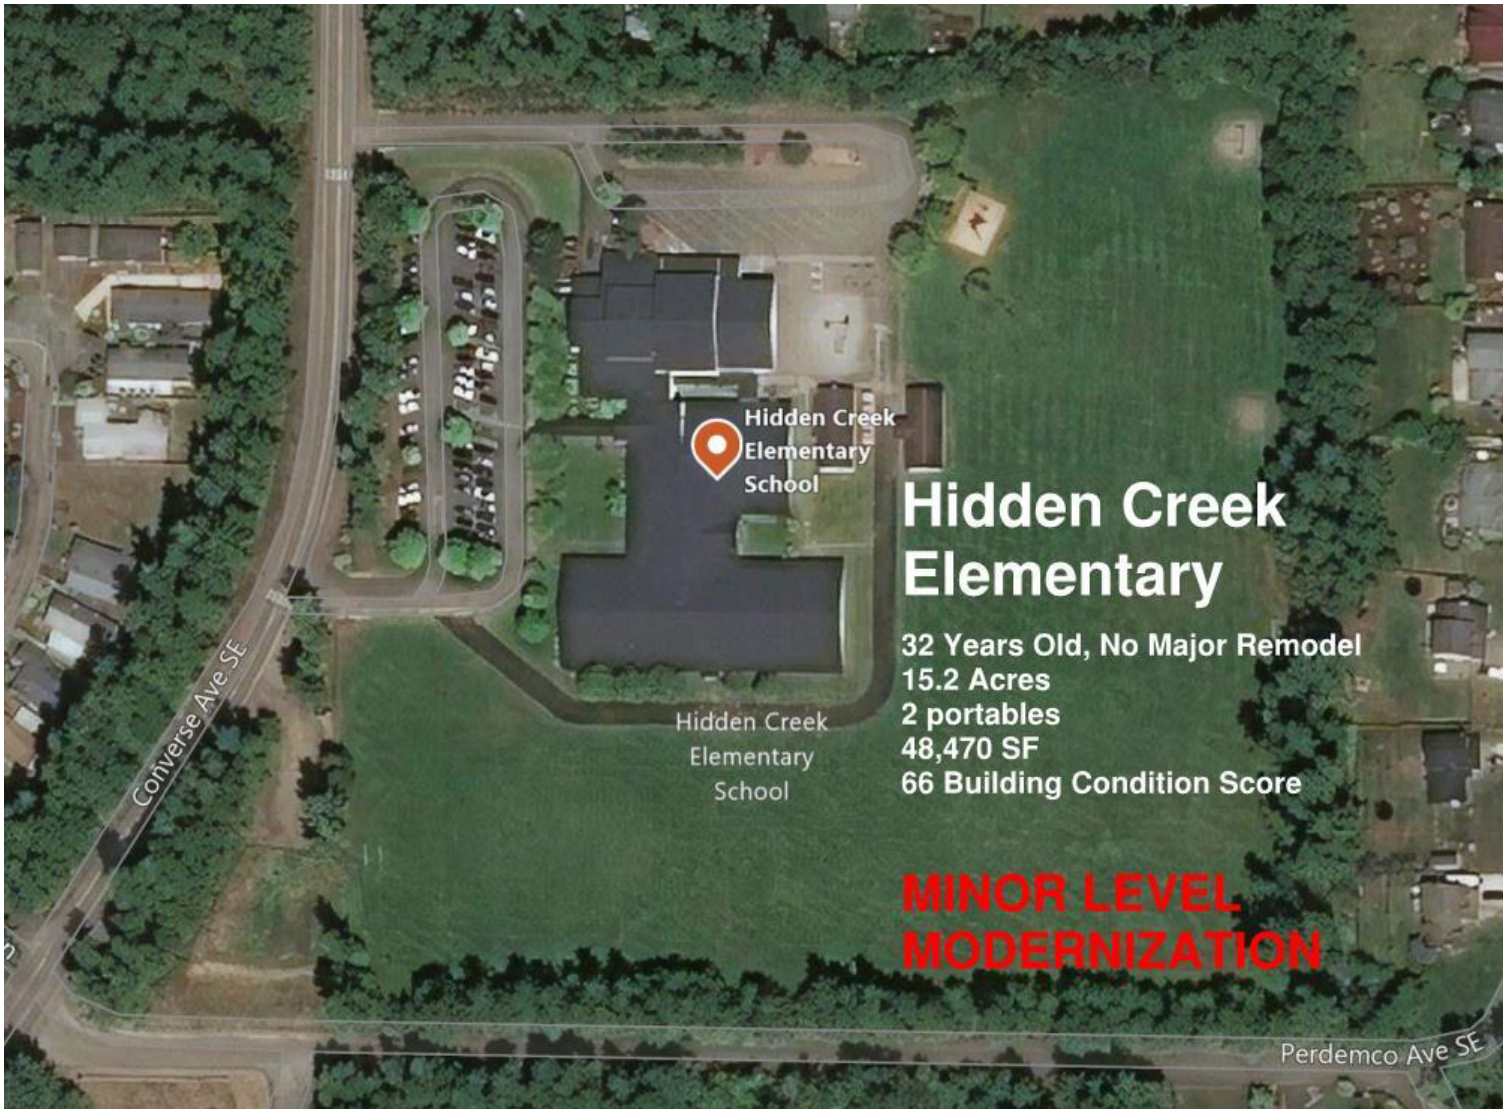 Hidden Creek
Elementary
School
Hidden Creek
Elementary
32 Years Old, No Major Remodel
15.2 Acres
2 portables
48,470 SF
66 Building Condition Score
Hidden Creek
Elementary
School
Converse Ave SE
MINOR LEVEL
MODERNIZATION
Perdemco Ave SE